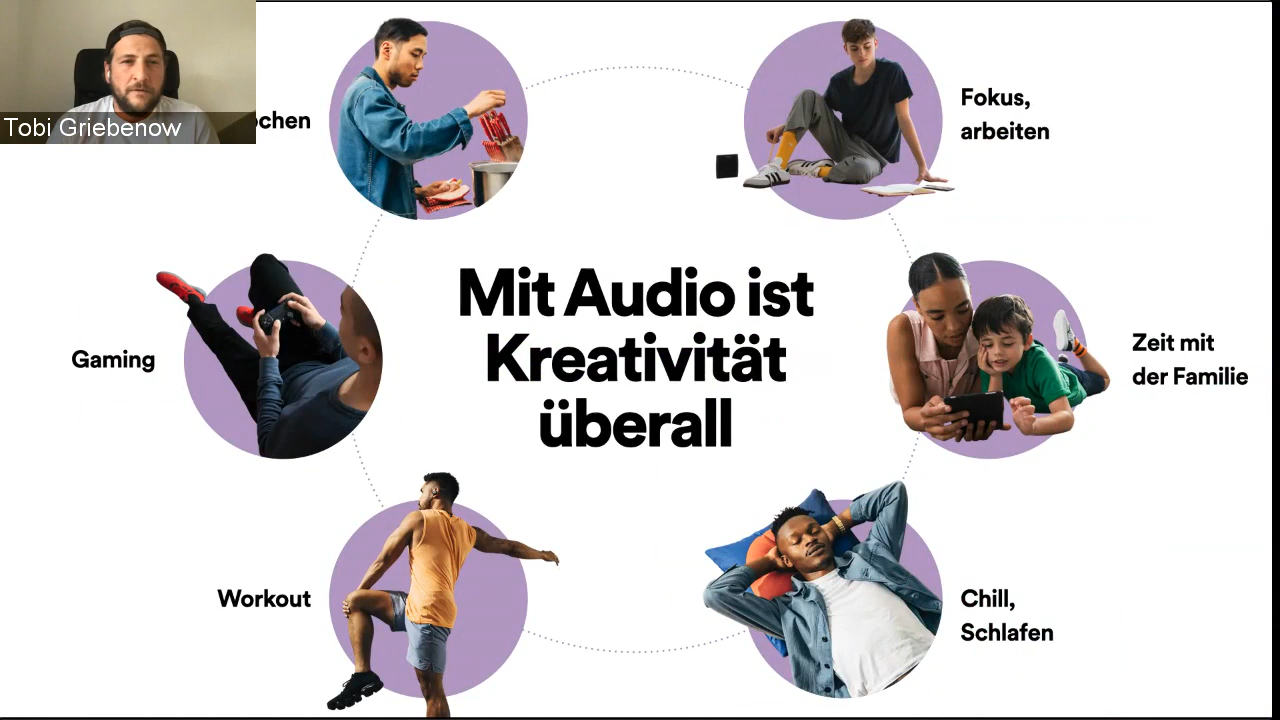 Tobi Griebenow
Fokus,
arbeiten
Mit Audio ist
Kreativität
überall
Gaming
Zeit mit
der Familie
Workout
Chill,
Schlafen